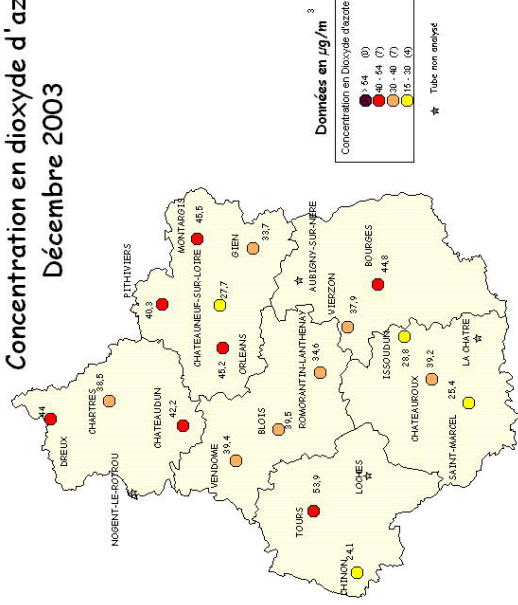 Concentration en dioxyde d'az
Décembre 2003
Données en µg/m 3
Concentration en Dioxyde d'azote
> 54 (0)
40 - 54 (7)
30 - 40 (7)
15 - 30 (4)
Tube non analysé
DREUX
44
CHARTRES
38,5
NOGENT-LE-ROTROU
CHATEAUDUN
42,2
PITHIVIERS
40,3
MONTARGIS
45,5
CHATEAUNEUF-SUR-LOIRE
27,7
GIEN
33,7
45,2
ORLEANS
VENDOME
39,4
BLOIS
39,5
ROMORANTIN-LANTHENAY
34,6
AUBIGNY-SUR-NERE
VIERZON
37,9
BOURGES
44,8
TOURS
53,9
LOCHES
CHINON
24,1
ISSOUDUN
28,8
CHATEAUROUX
39,2
LA CHATRE
SAINT-MARCEL
25,4